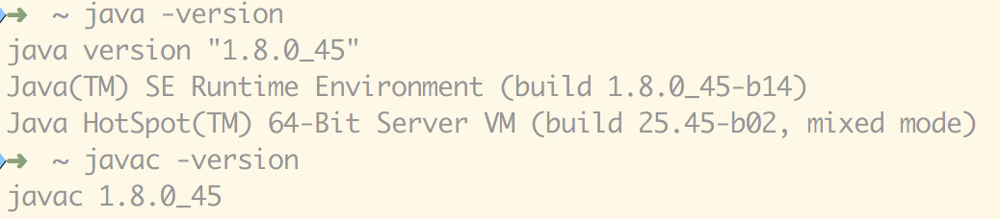 ➜ ~ java -version
java version "1.8.0_45"
Java(TM) SE Runtime Environment (build 1.8.0_45-b14)
Java HotSpot(TM) 64-Bit Server VM (build 25.45-b02, mixed mode)
➜ ~ javac -version
javac 1.8.0_45